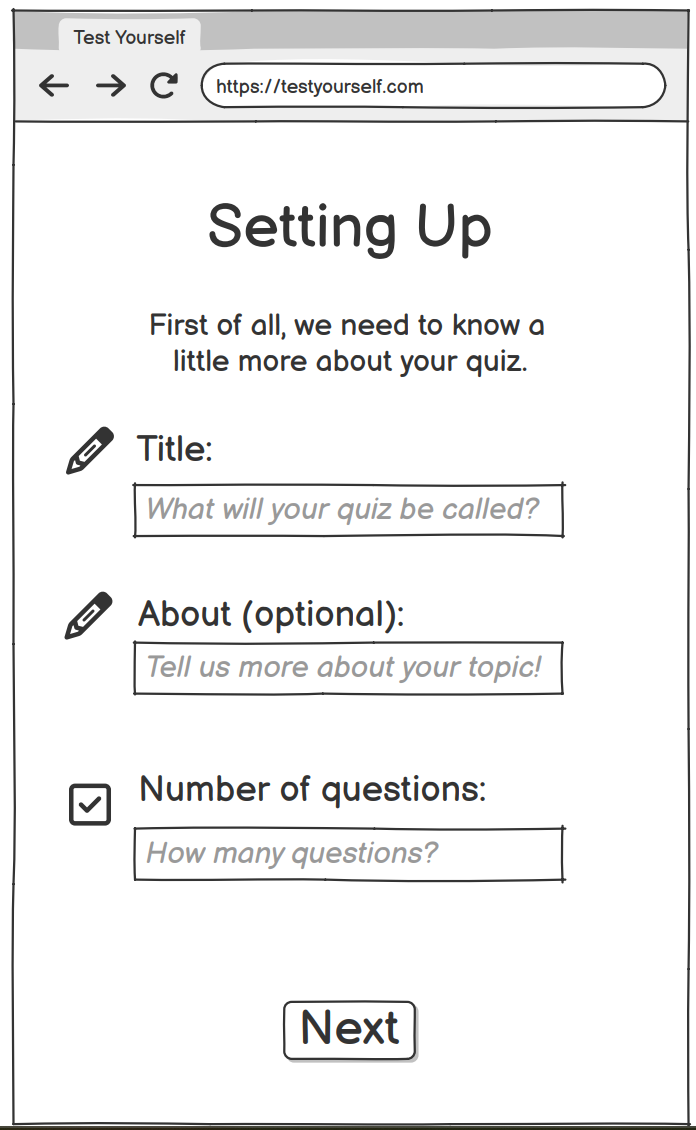 Test Yourself
https://testyourself.com
Setting Up
First of all, we need to know a
little more about your quiz.
Title:
What will your quiz be called?
About (optional):
Tell us more about your topic!
Number of questions:
How many questions?
Next